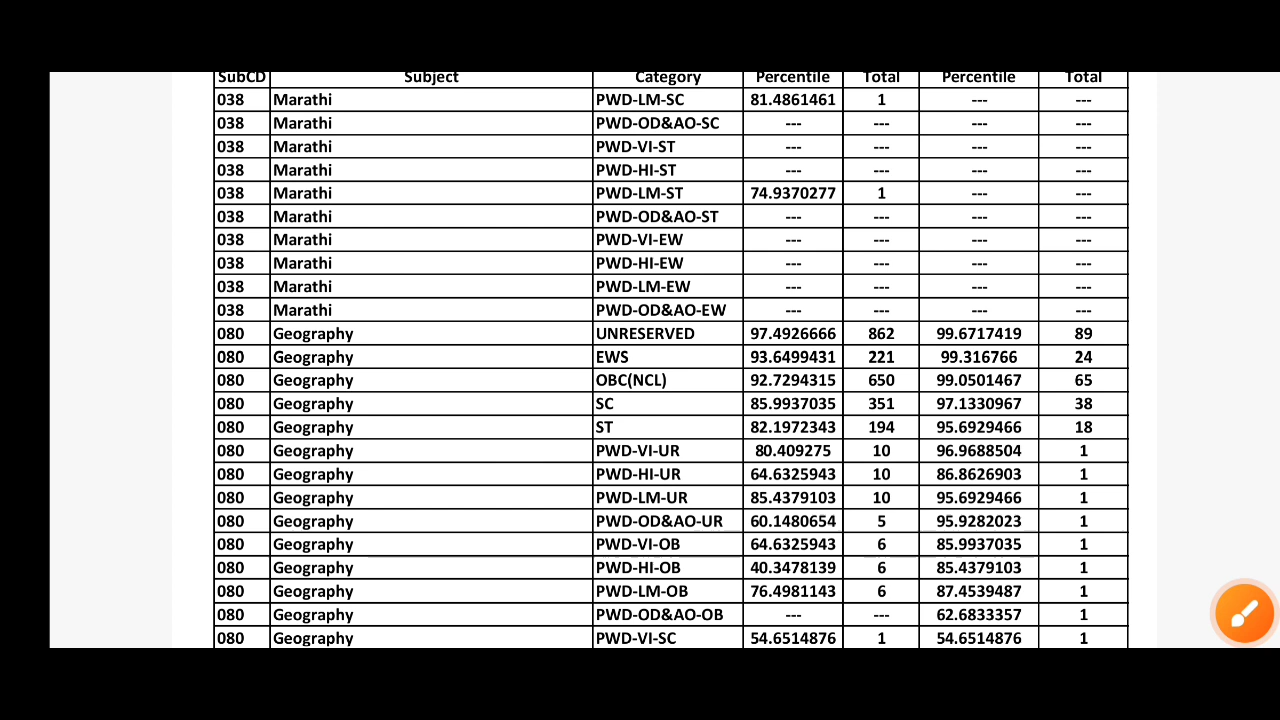 SubCD Subject Category Percentile Total Percentile Total
038 Marathi PWD-LM-SC 81.4861461 1 --- ---
038 Marathi PWD-OD&AO-SC --- --- --- ---
038 Marathi PWD-VI-ST --- --- --- ---
038 Marathi PWD-HI-ST --- --- --- ---
038 Marathi PWD-LM-ST 74.9370277 1 --- ---
038 Marathi PWD-OD&AO-ST --- --- --- ---
038 Marathi PWD-VI-EW --- --- --- ---
038 Marathi PWD-HI-EW --- --- --- ---
038 Marathi PWD-LM-EW --- --- --- ---
038 Marathi PWD-OD&AO-EW --- --- --- ---
080 Geography UNRESERVED 97.4926666 862 99.6717419 89
080 Geography EWS 93.6499431 221 99.316766 24
080 Geography OBC(NCL) 92.7294315 650 99.0501467 65
080 Geography SC 85.9937035 351 97.1330967 38
080 Geography ST 82.1972343 194 95.6929466 18
080 Geography PWD-VI-UR 80.409275 10 96.9688504 1
080 Geography PWD-HI-UR 64.6325943 10 86.8626903 1
080 Geography PWD-LM-UR 85.4379103 10 95.6929466 1
080 Geography PWD-OD&AO-UR 60.1480654 5 95.9282023 1
080 Geography PWD-VI-OB 64.6325943 6 85.9937035 1
080 Geography PWD-HI-OB 40.3478139 6 85.4379103 1
080 Geography PWD-LM-OB 76.4981143 6 87.4539487 1
080 Geography PWD-OD&AO-OB --- --- 62.6833357 1
080 Geography PWD-VI-SC 54.6514876 1 54.6514876 1